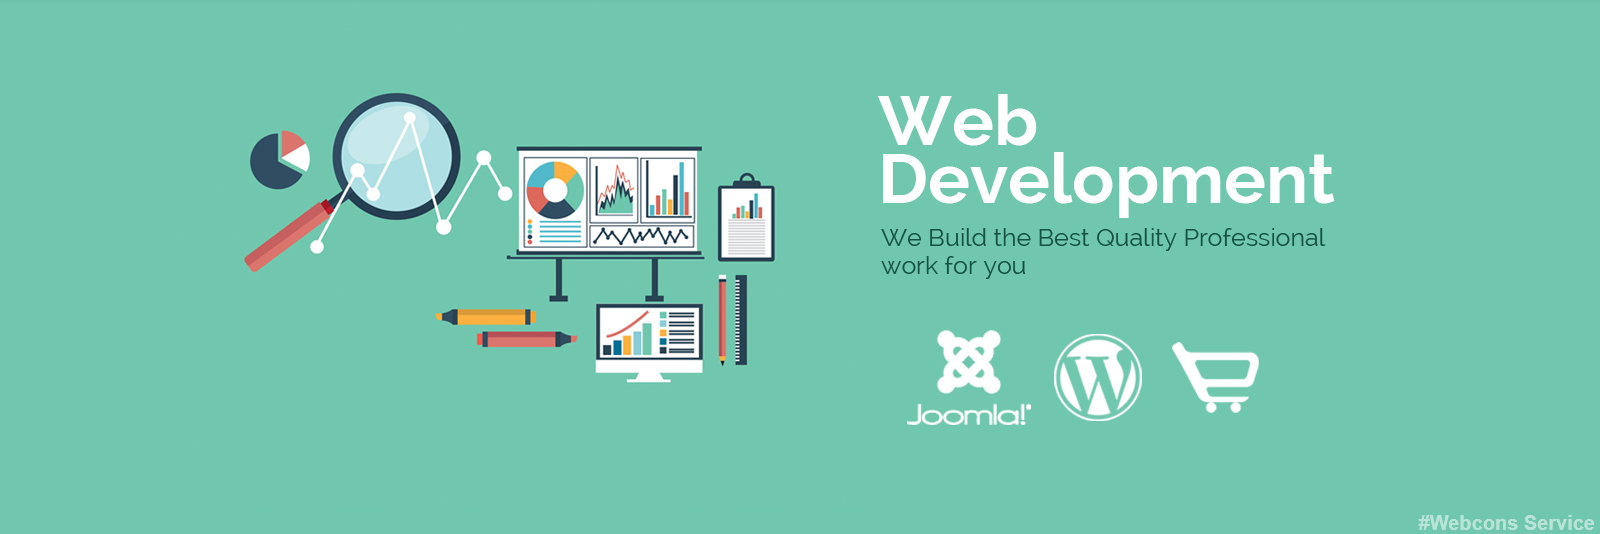 Web
Development
We Build the Best Quality Professional
work for you
Joomla!
#Webcons Service